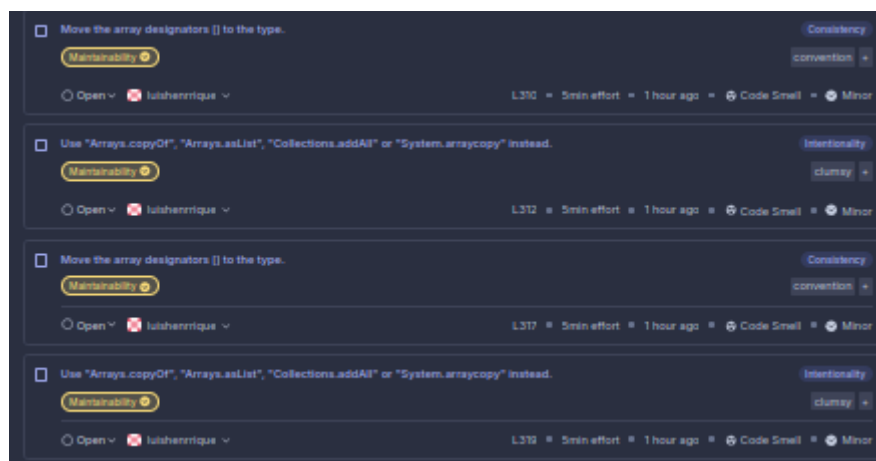 Move the array designators [] to the type.
Consistency
Maintainability
convention +
Open luishenrrique L310 5min effort 1 hour ago Code Smell Minor
Use "Arrays.copyOf", "Arrays.asList", "Collections.addAll" or "System.arraycopy" instead.
Intentionality
Maintainability
clumsy +
Open luishenrrique L312 5min effort 1 hour ago Code Smell Minor
Move the array designators [] to the type.
Consistency
Maintainability
convention +
Open luishenrrique L317 5min effort 1 hour ago Code Smell Minor
Use "Arrays.copyOf", "Arrays.asList", "Collections.addAll" or "System.arraycopy" instead.
Intentionality
Maintainability
clumsy +
Open luishenrrique L319 5min effort 1 hour ago Code Smell Minor